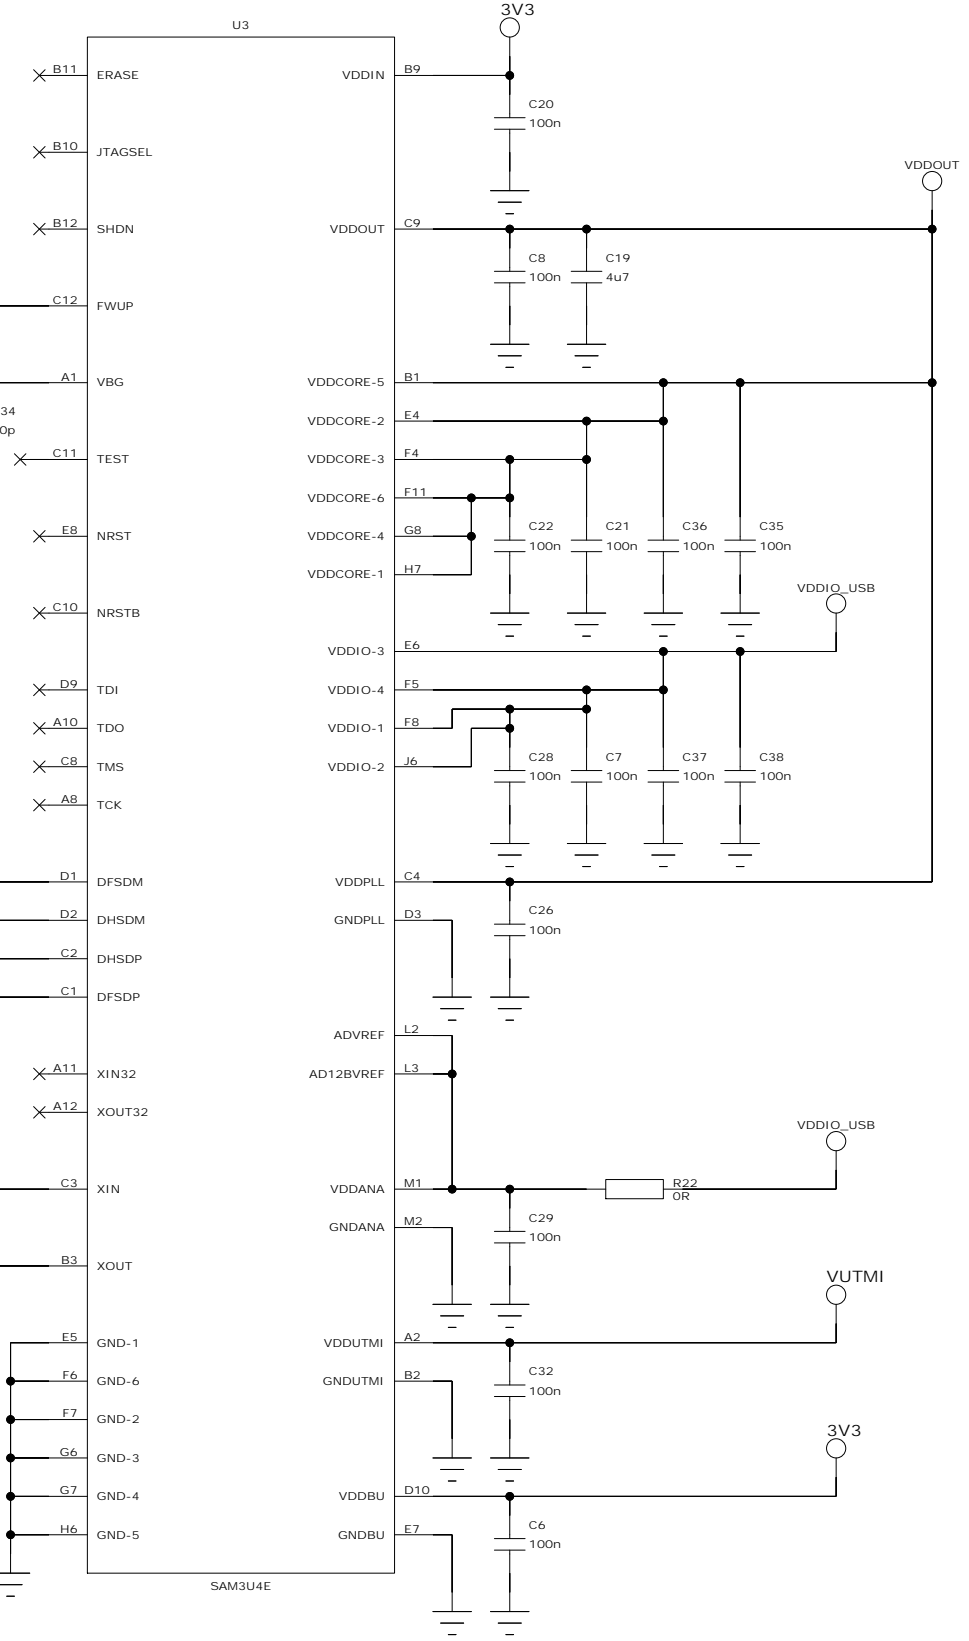 3V3
U3
B11 ERASE VDDIN B9
C20
100n
B10 JTAGSEL
VDDOUT
B12 SHDN VDDOUT C9
C8 C19
100n 4u7
C12 FWUP
A1 VBG VDDCORE-5 B1
34
0p
VDDCORE-2 E4
C11 TEST VDDCORE-3 F4
VDDCORE-6 F11
E8 NRST VDDCORE-4 G8
C22 C21 C36 C35
100n 100n 100n 100n
VDDCORE-1 H7
VDDIO_USB
C10 NRSTB
VDDIO-3 E6
D9 TDI VDDIO-4 F5
A10 TDO VDDIO-1 F8
C8 TMS VDDIO-2 J6
C28 C7 C37 C38
100n 100n 100n 100n
A8 TCK
D1 DFSDM VDDPLL C4
D2 DHSDM GNDPLL D3
C26
100n
C2 DHSDP
C1 DFSDP
ADVREF L2
A11 XIN32 AD12BVREF L3
A12 XOUT32
VDDIO_USB
C3 XIN VDDANA M1
R22
0R
GNDANA M2
C29
100n
B3 XOUT
VUTMI
E5 GND-1 VDDUTMI A2
F6 GND-6 GNDUTMI B2
C32
100n
F7 GND-2
3V3
G6 GND-3
G7 GND-4 VDDBU D10
H6 GND-5 GNDBU E7
C6
100n
SAM3U4E